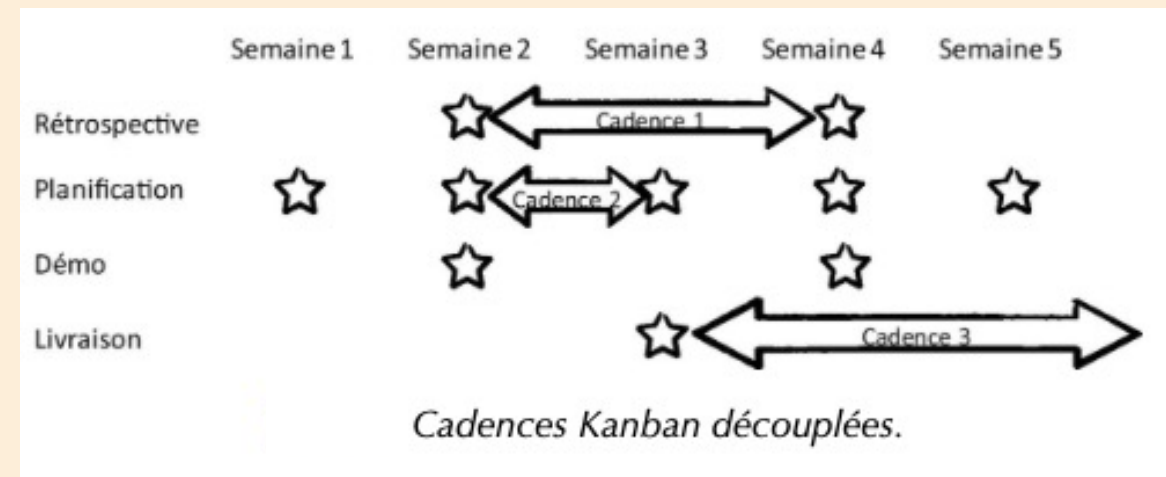 Semaine 1 Semaine 2 Semaine 3 Semaine 4 Semaine 5
Rétrospective Cadence 1
Planification Cadence 2
Démo
Livraison Cadence 3
Cadences Kanban découplées.